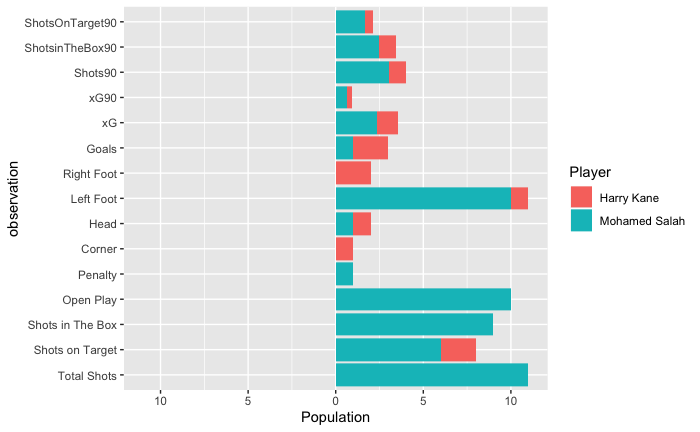 ShotsOnTarget90
ShotsinTheBox90
Shots90
xG90
xG
Goals
Right Foot
Left Foot
Head
Corner
Penalty
Open Play
Shots in The Box
Shots on Target
Total Shots
observation
10 5 0 5 10
Population
Player
Harry Kane
Mohamed Salah